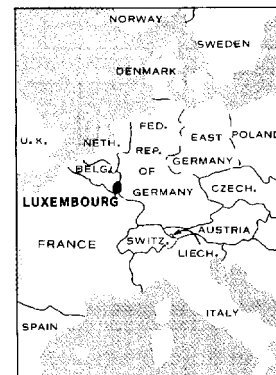 NORWAY
SWEDEN
DENMARK
U.K.
NETH.
FED.
REP.
OF
GERMANY
EAST
GERMANY
POLAND
BELG.
LUXEMBOURG
CZECH.
FRANCE
SWITZ.
AUSTRIA
LIECH.
ITALY
SPAIN